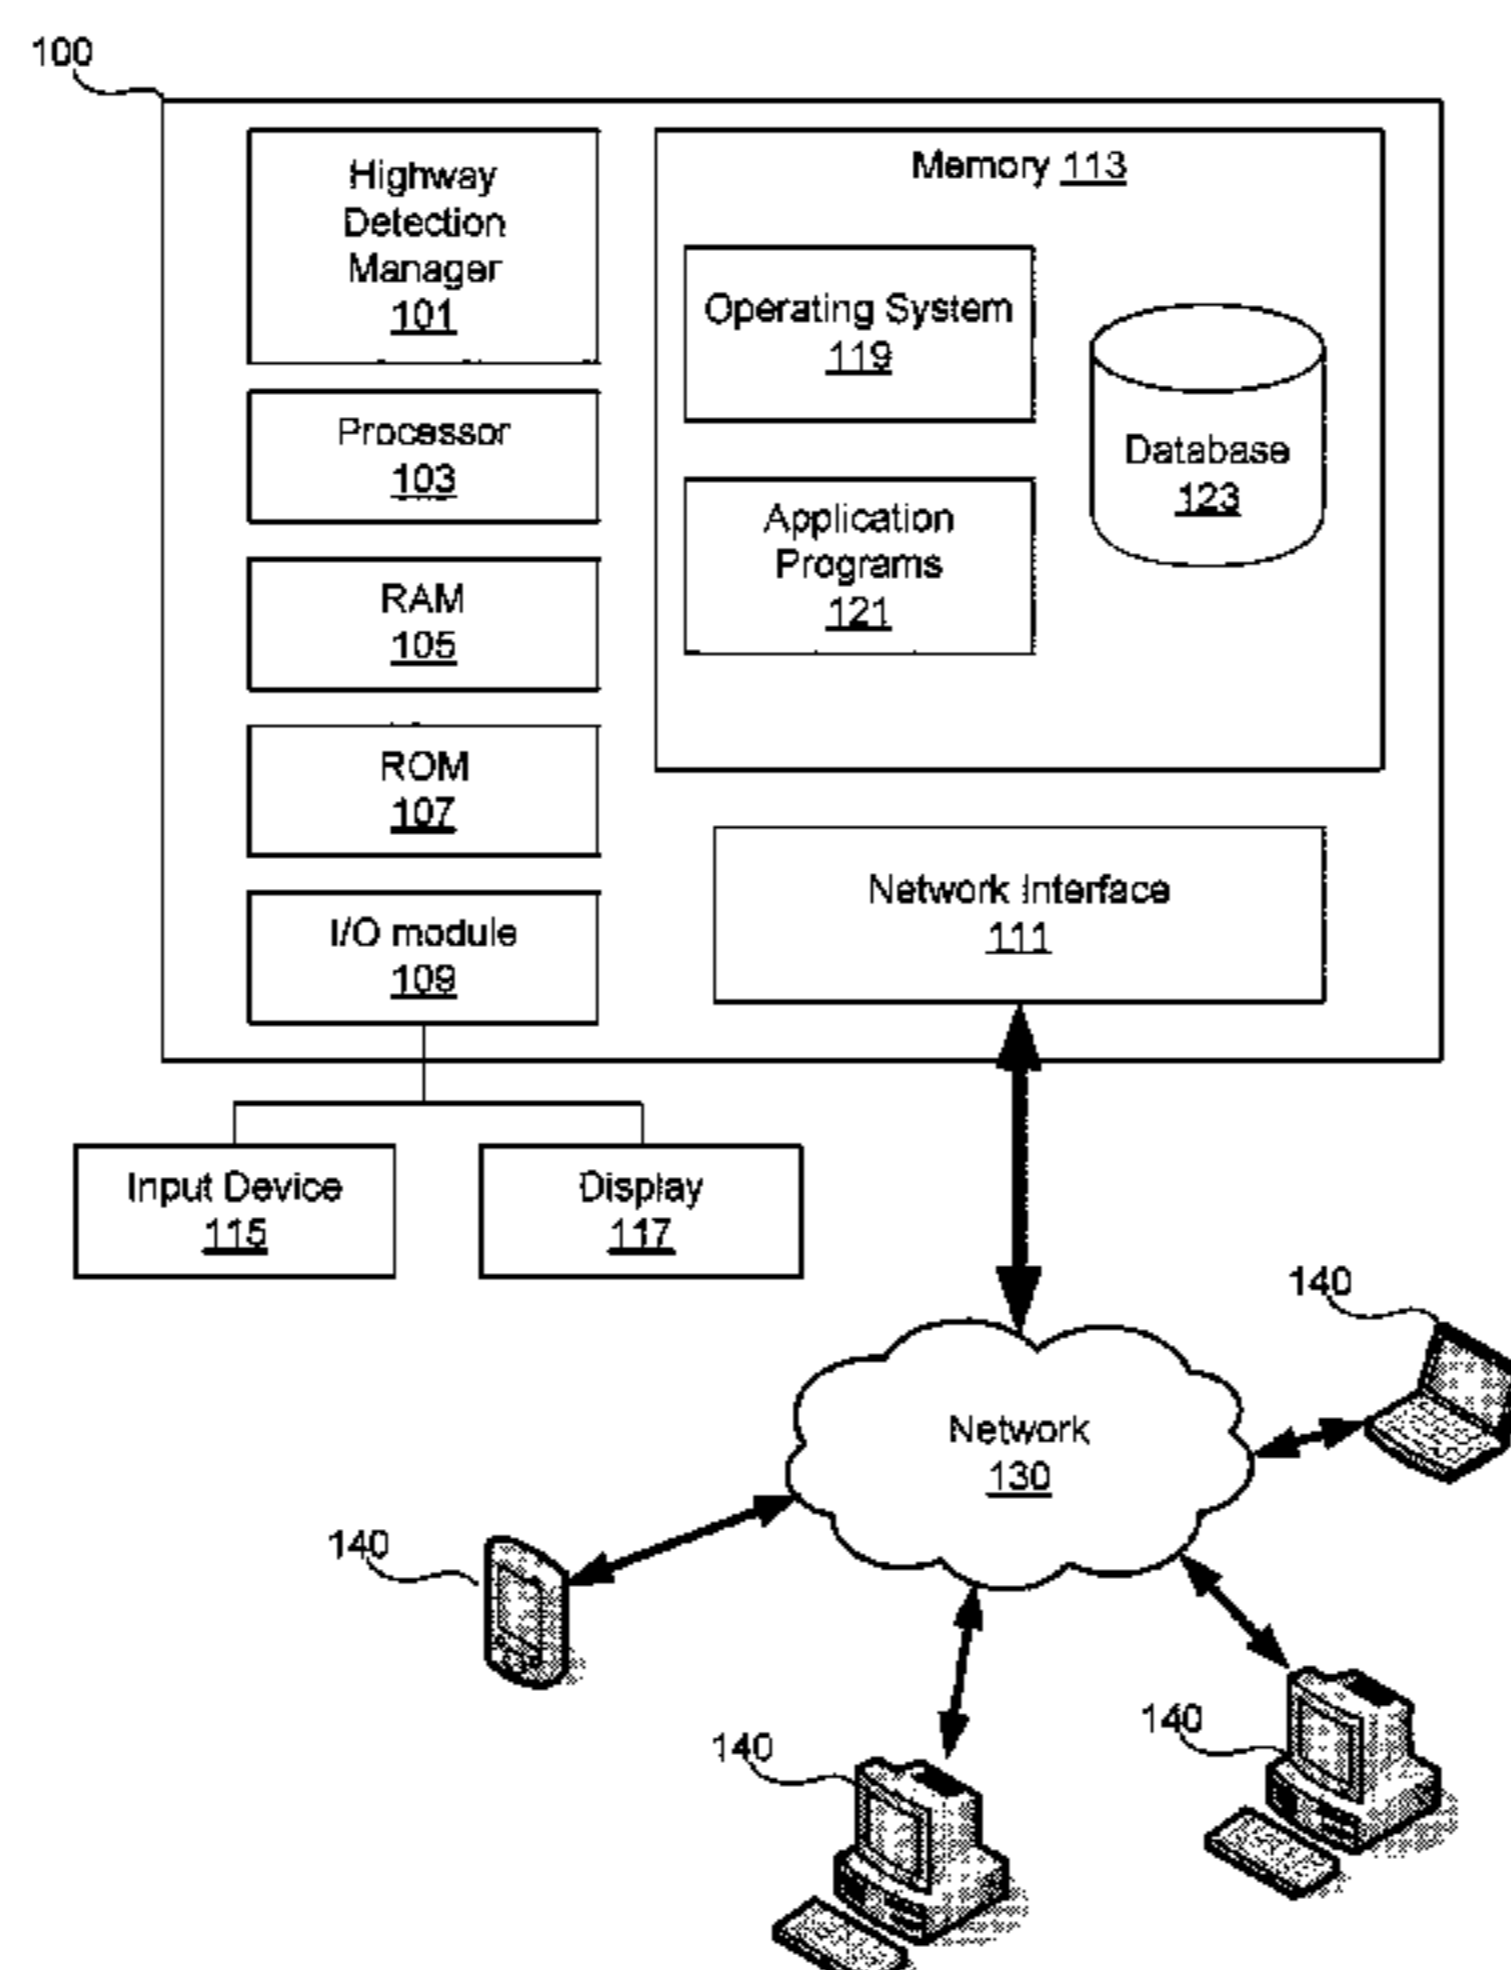 100
Highway
Detection
Manager
101
Processor
103
RAM
105
ROM
107
I/O module
109
Memory 113
Operating System
119
Application
Programs
121
Database
123
Network Interface
111
Input Device
115
Display
117
Network
130
140
140
140
140